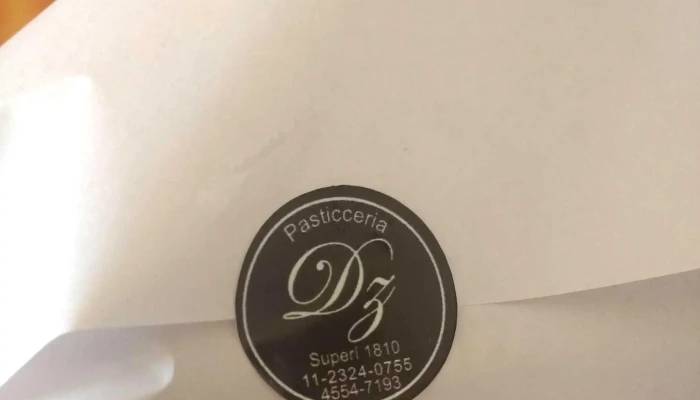 Pasticceria
Dz
Superi 1810
11-2324-0755
4554-7193